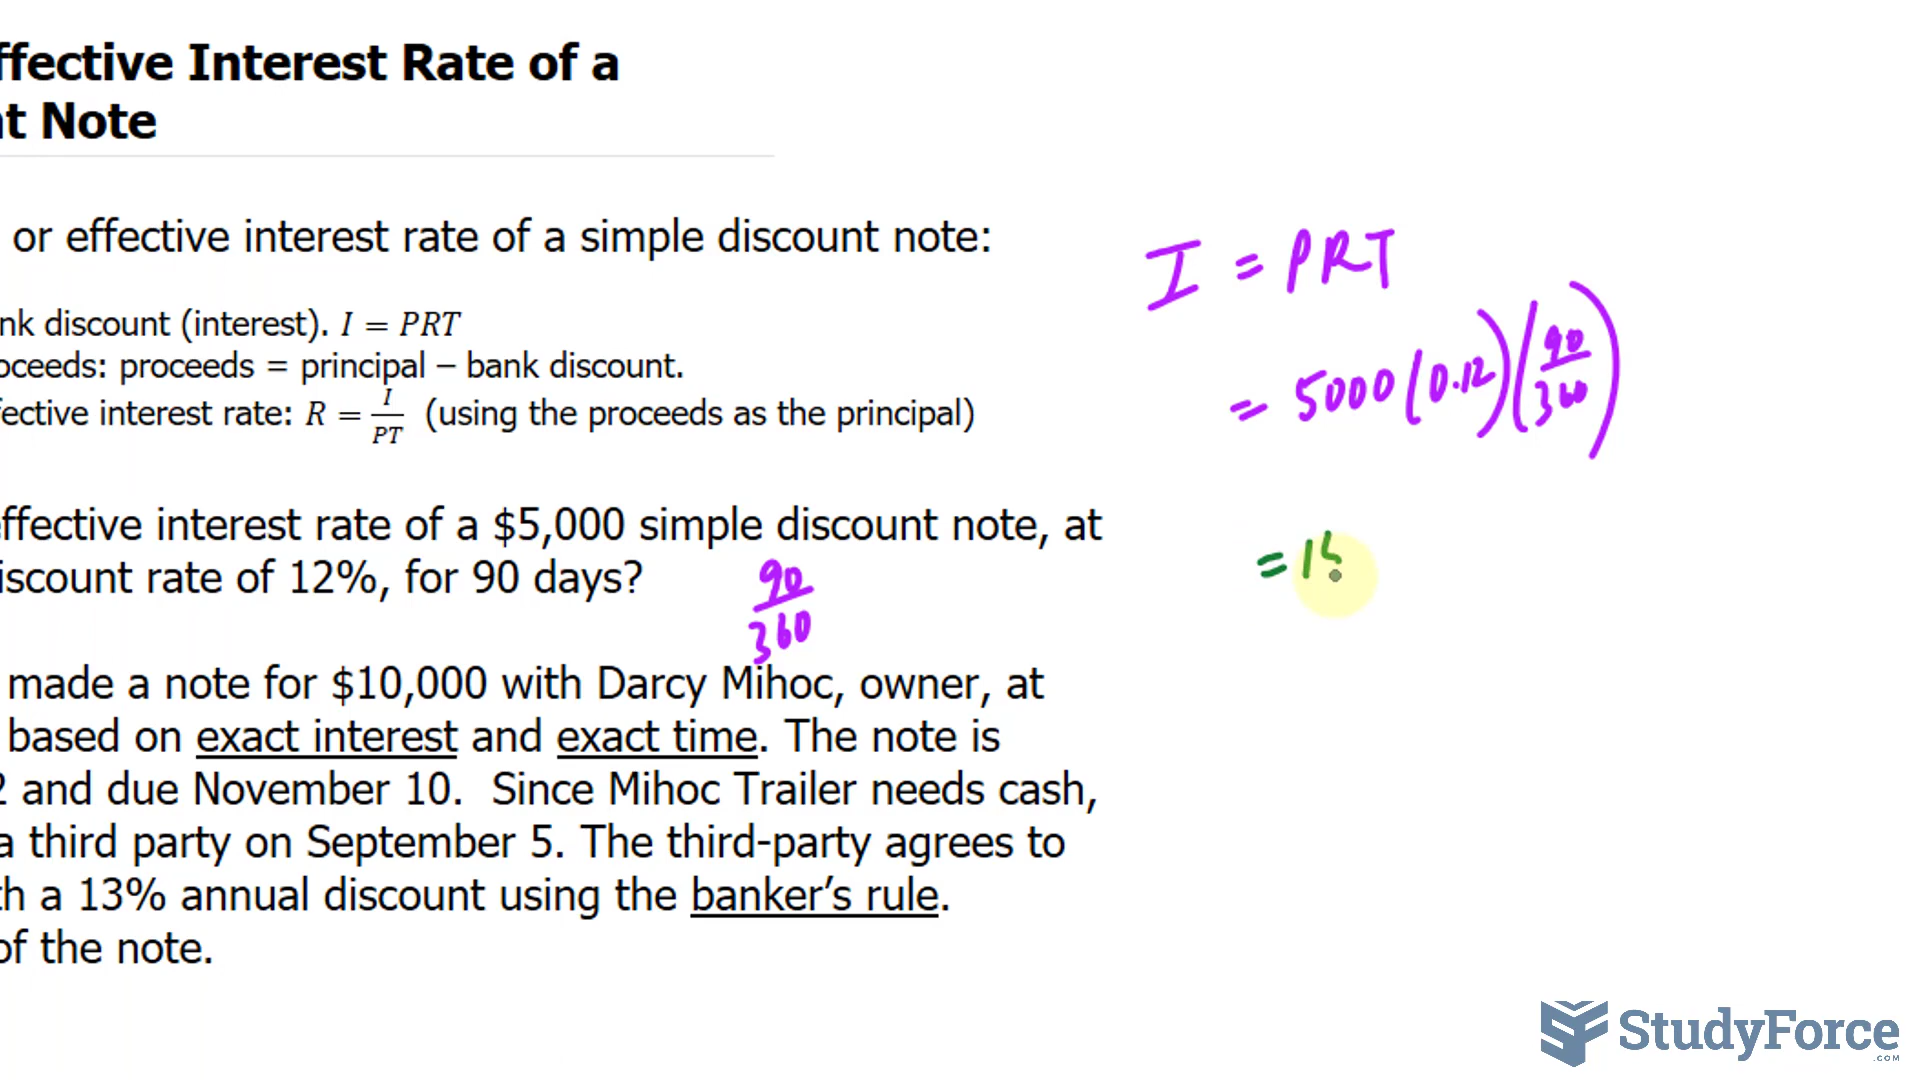 ffective Interest Rate of a
t Note
or effective interest rate of a simple discount note:
nk discount (interest). I = PRT
oceeds: proceeds = principal – bank discount.
fective interest rate: R = I/PT (using the proceeds as the principal)
effective interest rate of a $5,000 simple discount note, at
iscount rate of 12%, for 90 days?
90/360
made a note for $10,000 with Darcy Mihoc, owner, at
based on exact interest and exact time. The note is
2 and due November 10. Since Mihoc Trailer needs cash,
a third party on September 5. The third-party agrees to
th a 13% annual discount using the banker’s rule.
of the note.
I = PRT
= 5000(0.12)(90/360)
= 15
StudyForce
.COM